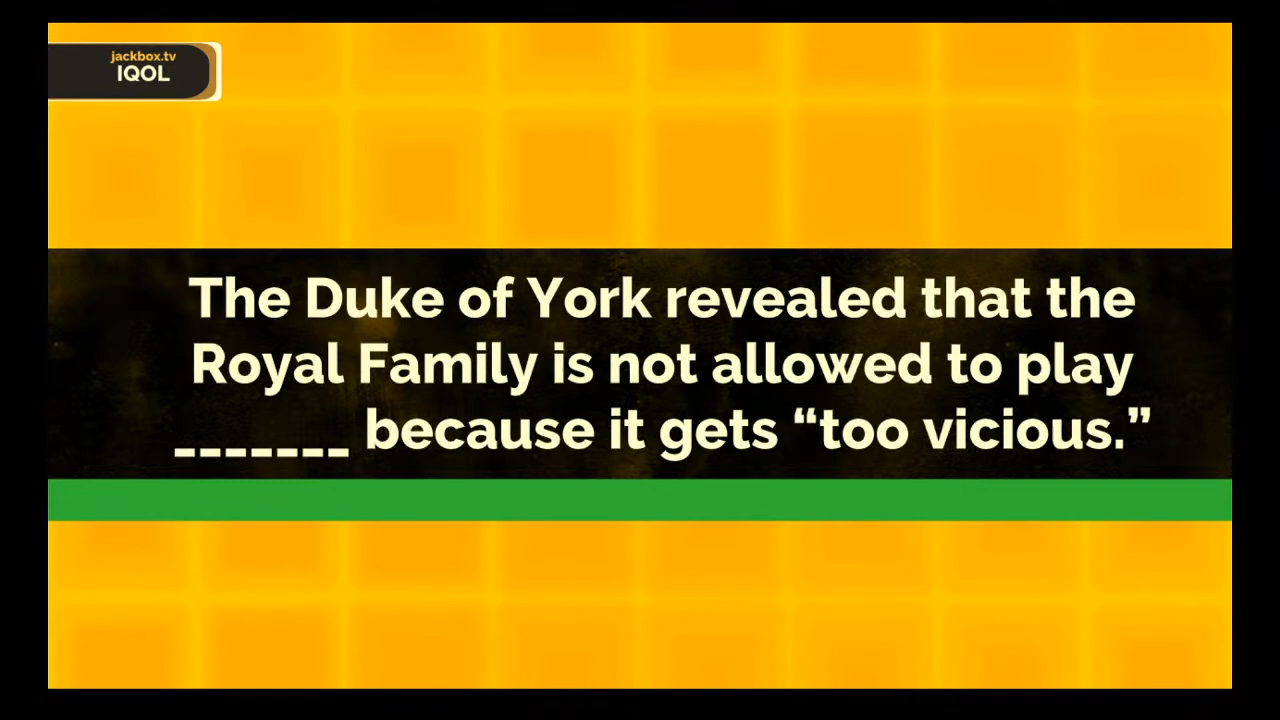 jackbox.tv
IQOL
The Duke of York revealed that the
Royal Family is not allowed to play
_______ because it gets “too vicious.”